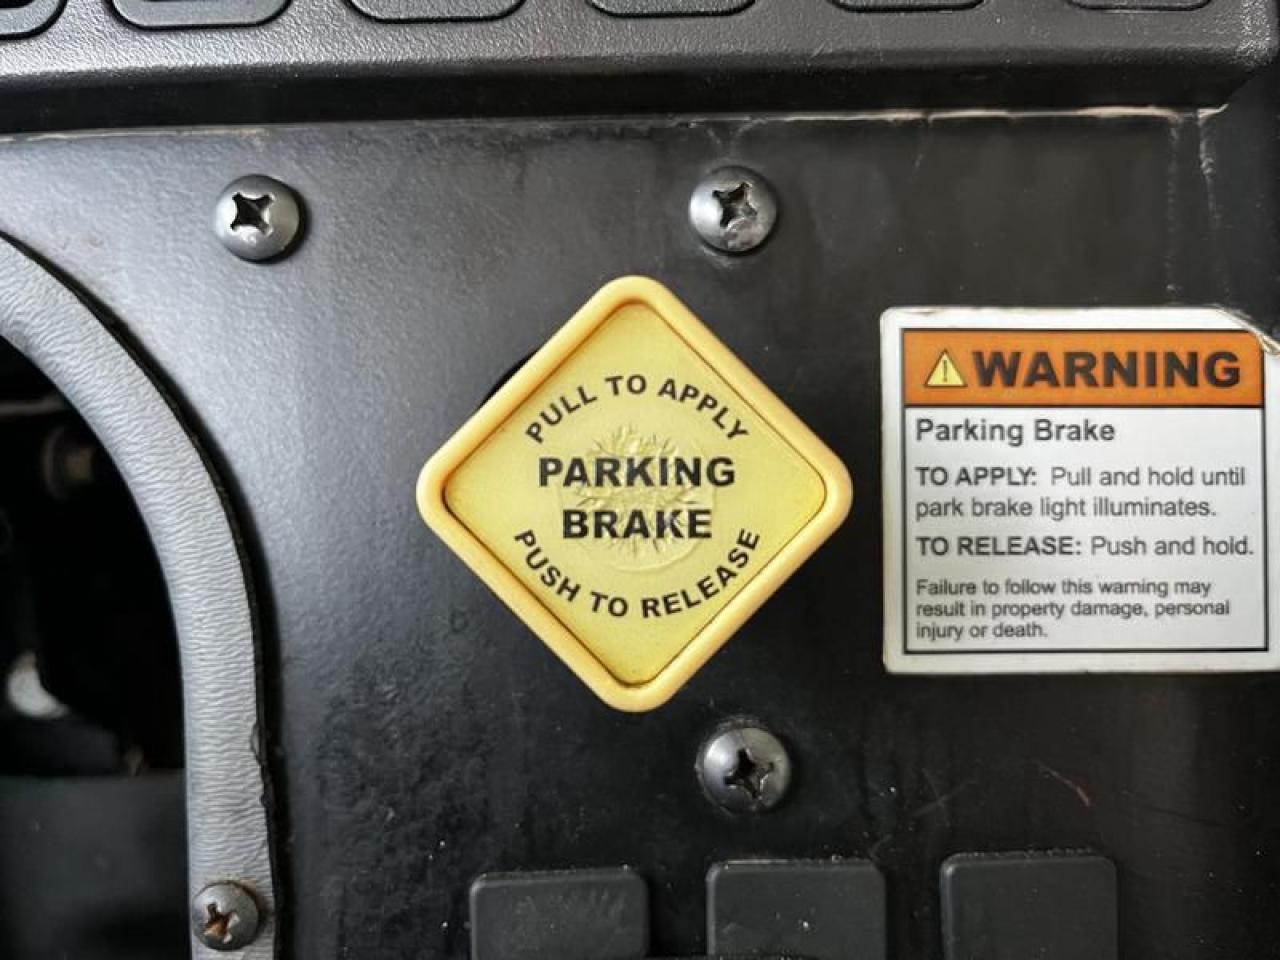 PULL TO APPLY
PARKING
BRAKE
PUSH TO RELEASE
WARNING
Parking Brake
TO APPLY: Pull and hold until
park brake light illuminates.
TO RELEASE: Push and hold.
Failure to follow this warning may
result in property damage, personal
injury or death.